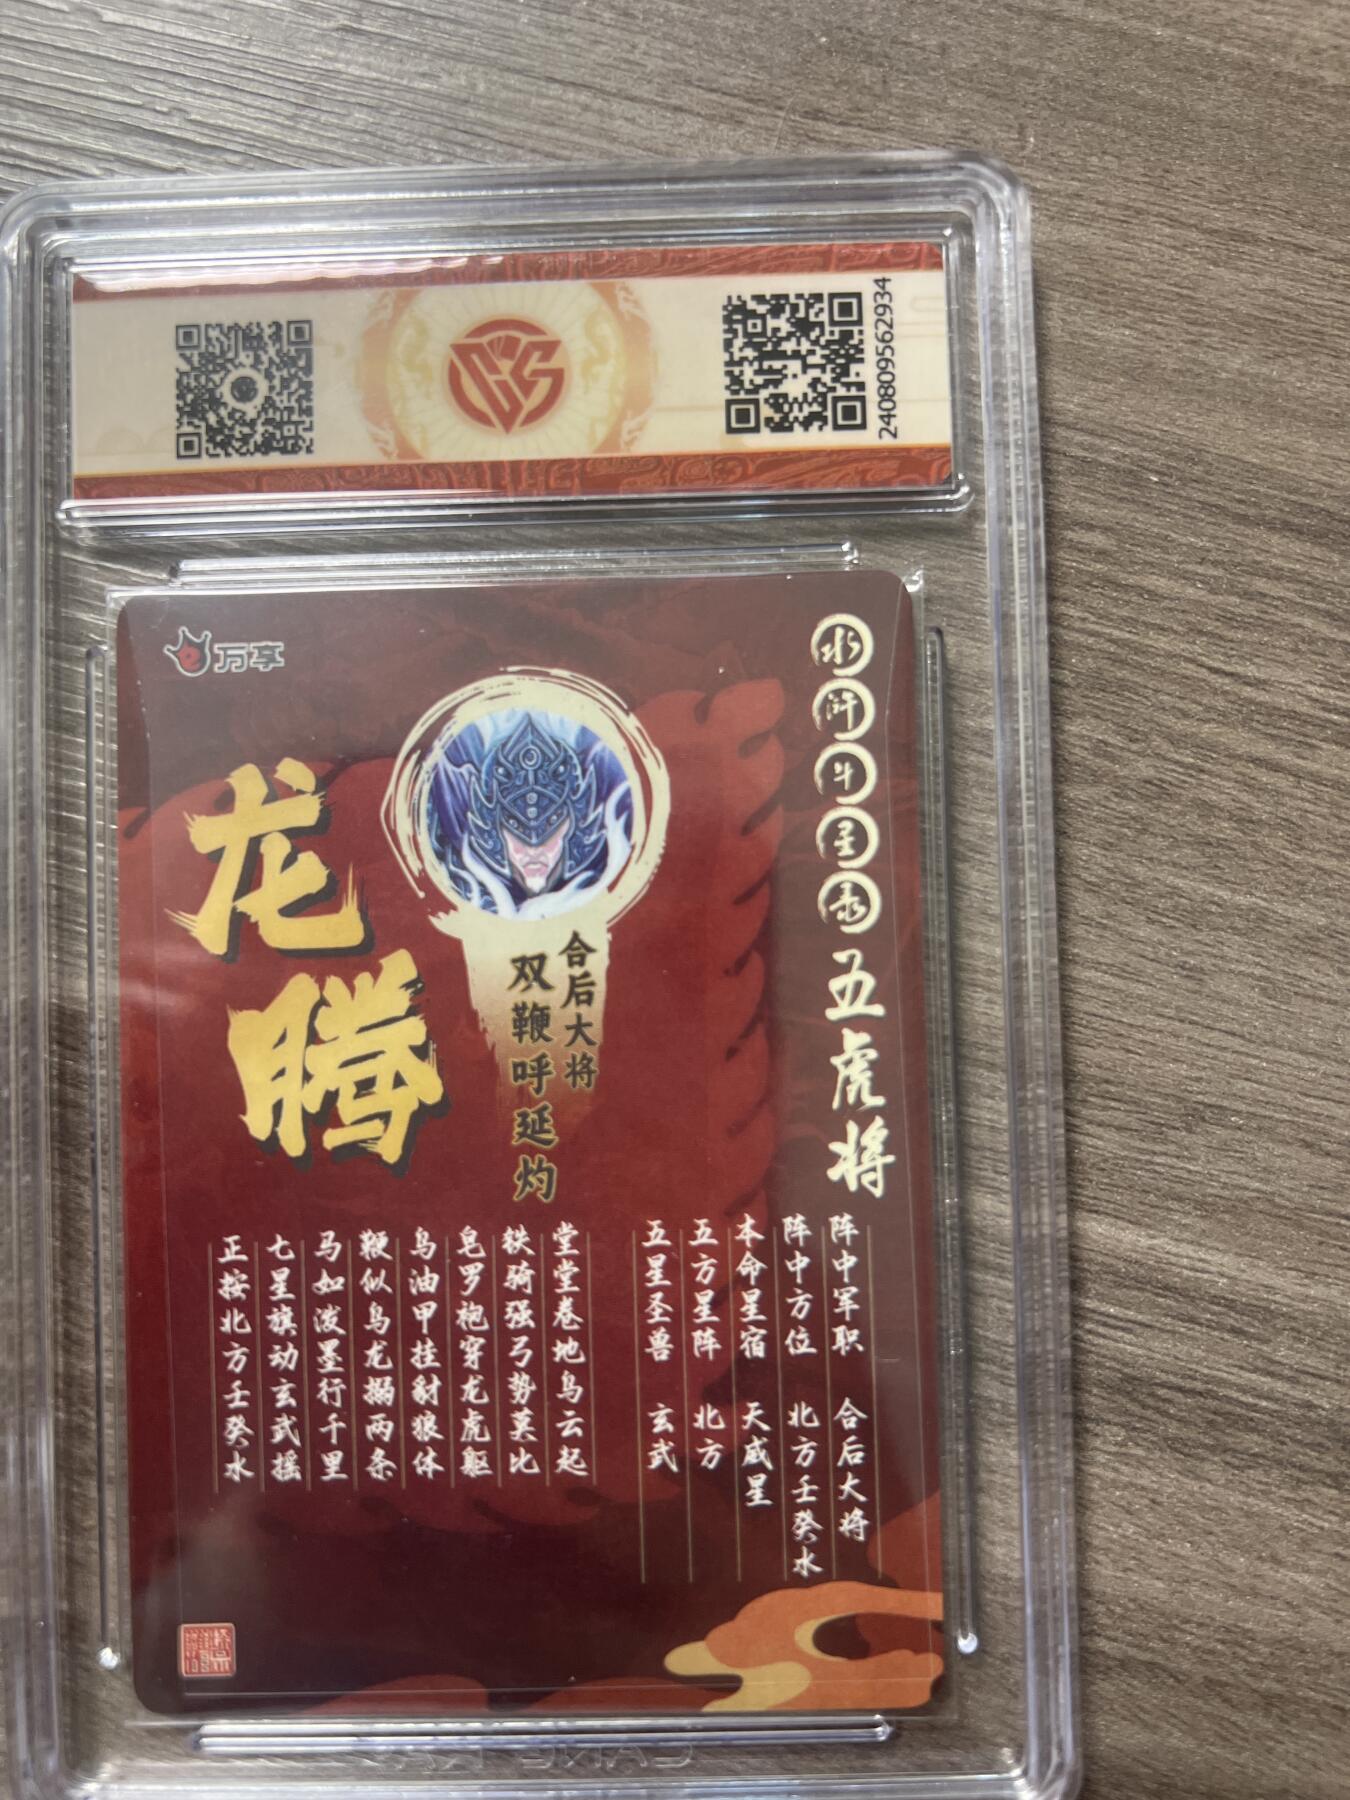 2408095562934
万享
水浒斗星录 五虎将
龙腾
合后大将
双鞭呼延灼
阵中军职 合后大将
阵中方位 北方壬癸水
本命星宿 天威星
五方星阵 北方
五星圣兽 玄武
堂堂卷地乌云起
铁骑强弓势莫比
皂罗袍穿龙虎躯
乌油甲挂豺狼体
鞭似乌龙搦两条
马如泼墨行千里
七星旗动玄武摇
正按北方壬癸水